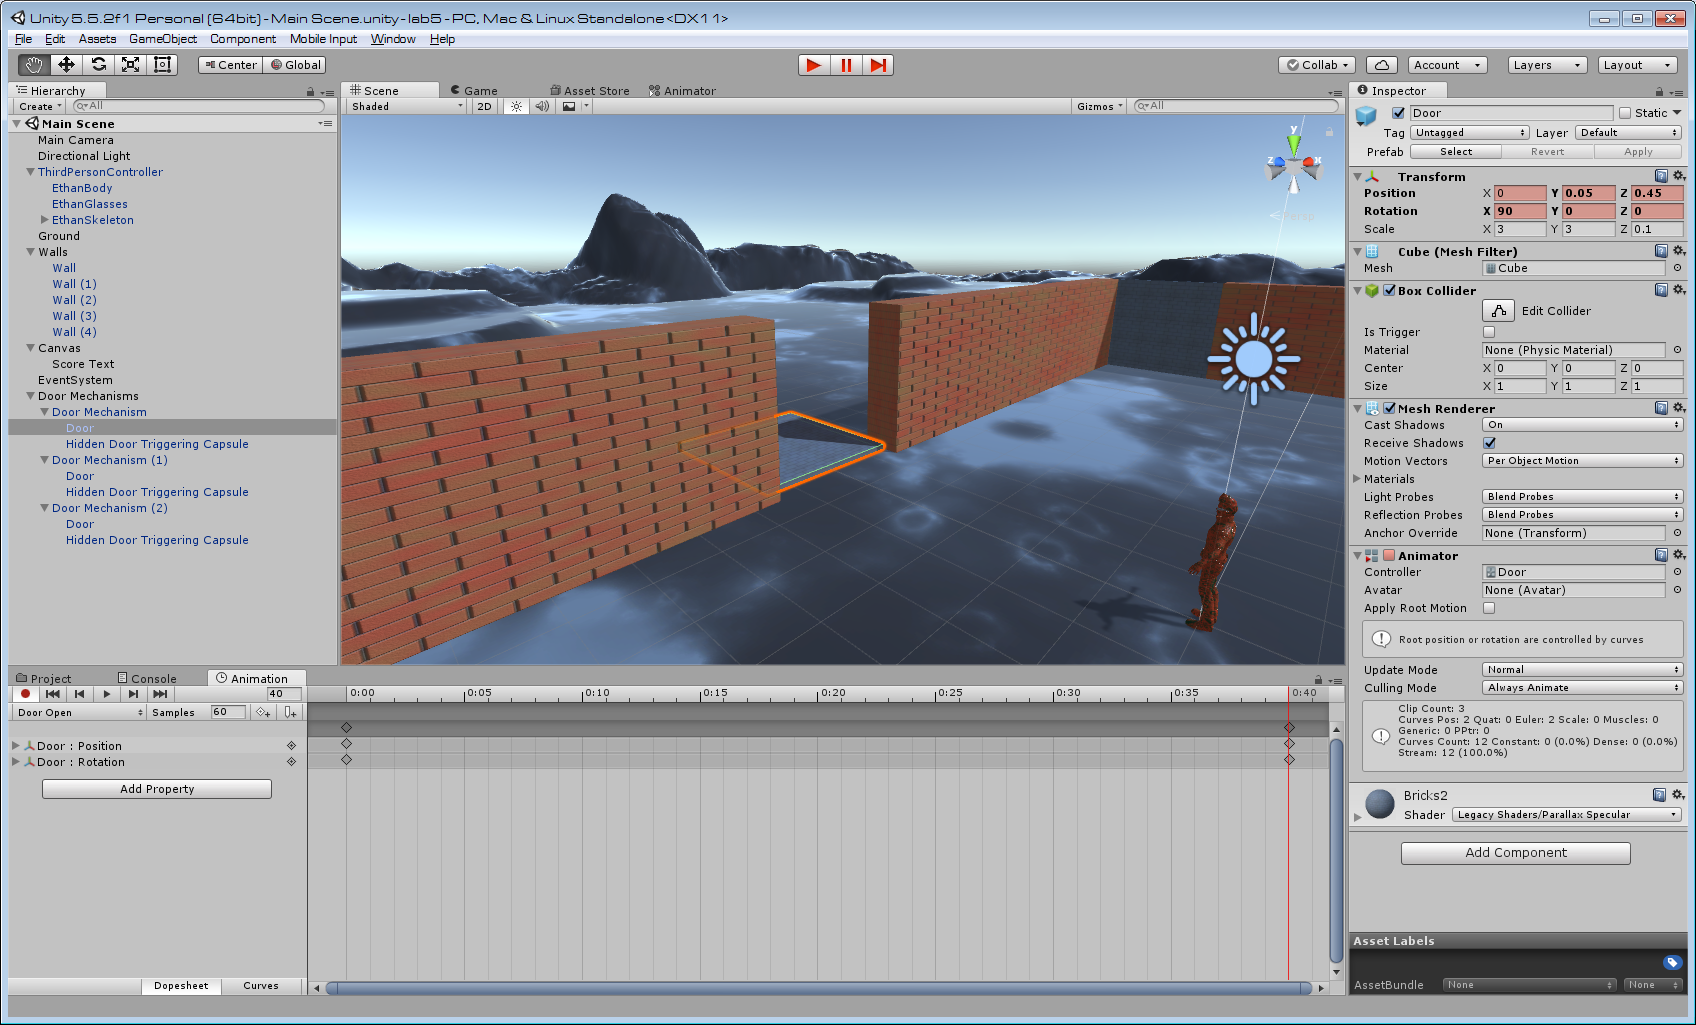 Unity 5.5.2f1 Personal (64bit) - Main Scene.unity - lab5 - PC, Mac & Linux Standalone <DX11>
File Edit Assets GameObject Component Mobile Input Window Help
Center Global Collab Account Layers Layout
Hierarchy
Create All
Main Scene
Main Camera
Directional Light
ThirdPersonController
EthanBody
EthanGlasses
EthanSkeleton
Ground
Walls
Wall
Wall (1)
Wall (2)
Wall (3)
Wall (4)
Canvas
Score Text
EventSystem
Door Mechanisms
Door Mechanism
Door
Hidden Door Triggering Capsule
Door Mechanism (1)
Door
Hidden Door Triggering Capsule
Door Mechanism (2)
Door
Hidden Door Triggering Capsule
Scene Game Asset Store Animator
Shaded 2D Gizmos All
y
z x
Inspector
Door Static
Tag Untagged Layer Default
Prefab Select Revert Apply
Transform
Position X 0 Y 0.05 Z 0.45
Rotation X 90 Y 0 Z 0
Scale X 3 Y 3 Z 0.1
Cube (Mesh Filter)
Mesh Cube
Box Collider
Edit Collider
Is Trigger
Material None (Physic Material)
Center X 0 Y 0 Z 0
Size X 1 Y 1 Z 1
Mesh Renderer
Cast Shadows On
Receive Shadows
Motion Vectors Per Object Motion
Materials
Light Probes Blend Probes
Reflection Probes Blend Probes
Anchor Override None (Transform)
Animator
Controller Door
Avatar None (Avatar)
Apply Root Motion
Root position or rotation are controlled by curves
Update Mode Normal
Culling Mode Always Animate
Clip Count: 3
Curves Pos: 2 Quat: 0 Euler: 2 Scale: 0 Muscles: 0
Generic: 0 PPtr: 0
Curves Count: 12 Constant: 0 (0.0%) Dense: 0 (0.0%)
Stream: 12 (100.0%)
Bricks2
Shader Legacy Shaders/Parallax Specular
Add Component
Asset Labels
AssetBundle None None
Project Console Animation
40 0:00 0:05 0:10 0:15 0:20 0:25 0:30 0:35 0:40
Door Open Samples 60
Door : Position
Door : Rotation
Add Property
Dopesheet Curves